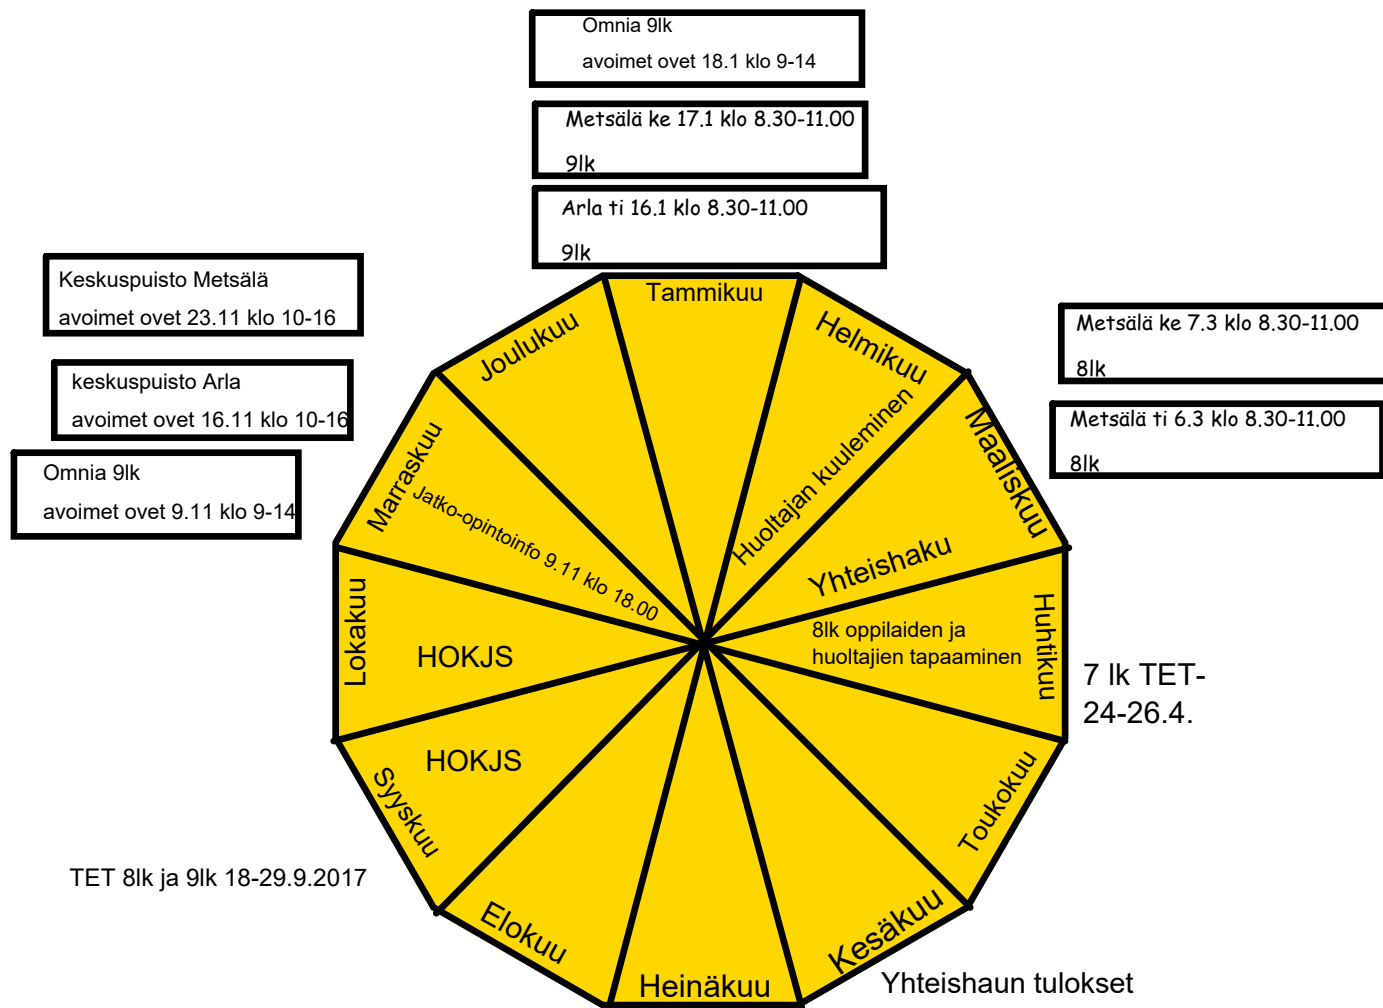 Omnia 9lk
avoimet ovet 18.1 klo 9-14
Metsälä ke 17.1 klo 8.30-11.00
9lk
Arla ti 16.1 klo 8.30-11.00
9lk
Keskuspuisto Metsälä
avoimet ovet 23.11 klo 10-16
keskuspuisto Arla
avoimet ovet 16.11 klo 10-16
Omnia 9lk
avoimet ovet 9.11 klo 9-14
Metsälä ke 7.3 klo 8.30-11.00
8lk
Metsälä ti 6.3 klo 8.30-11.00
8lk
Tammikuu
Helmikuu
Huoltajan kuuleminen
Maaliskuu
Yhteishaku
Huhtikuu
8lk oppilaiden ja
huoltajien tapaaminen
7 lk TET-
24-26.4.
Toukokuu
Kesäkuu
Yhteishaun tulokset
Heinäkuu
Elokuu
Syyskuu
HOKJS
TET 8lk ja 9lk 18-29.9.2017
Lokakuu
HOKJS
Marraskuu
Jatko-opintoinfo 9.11 klo 18.00
Joulukuu